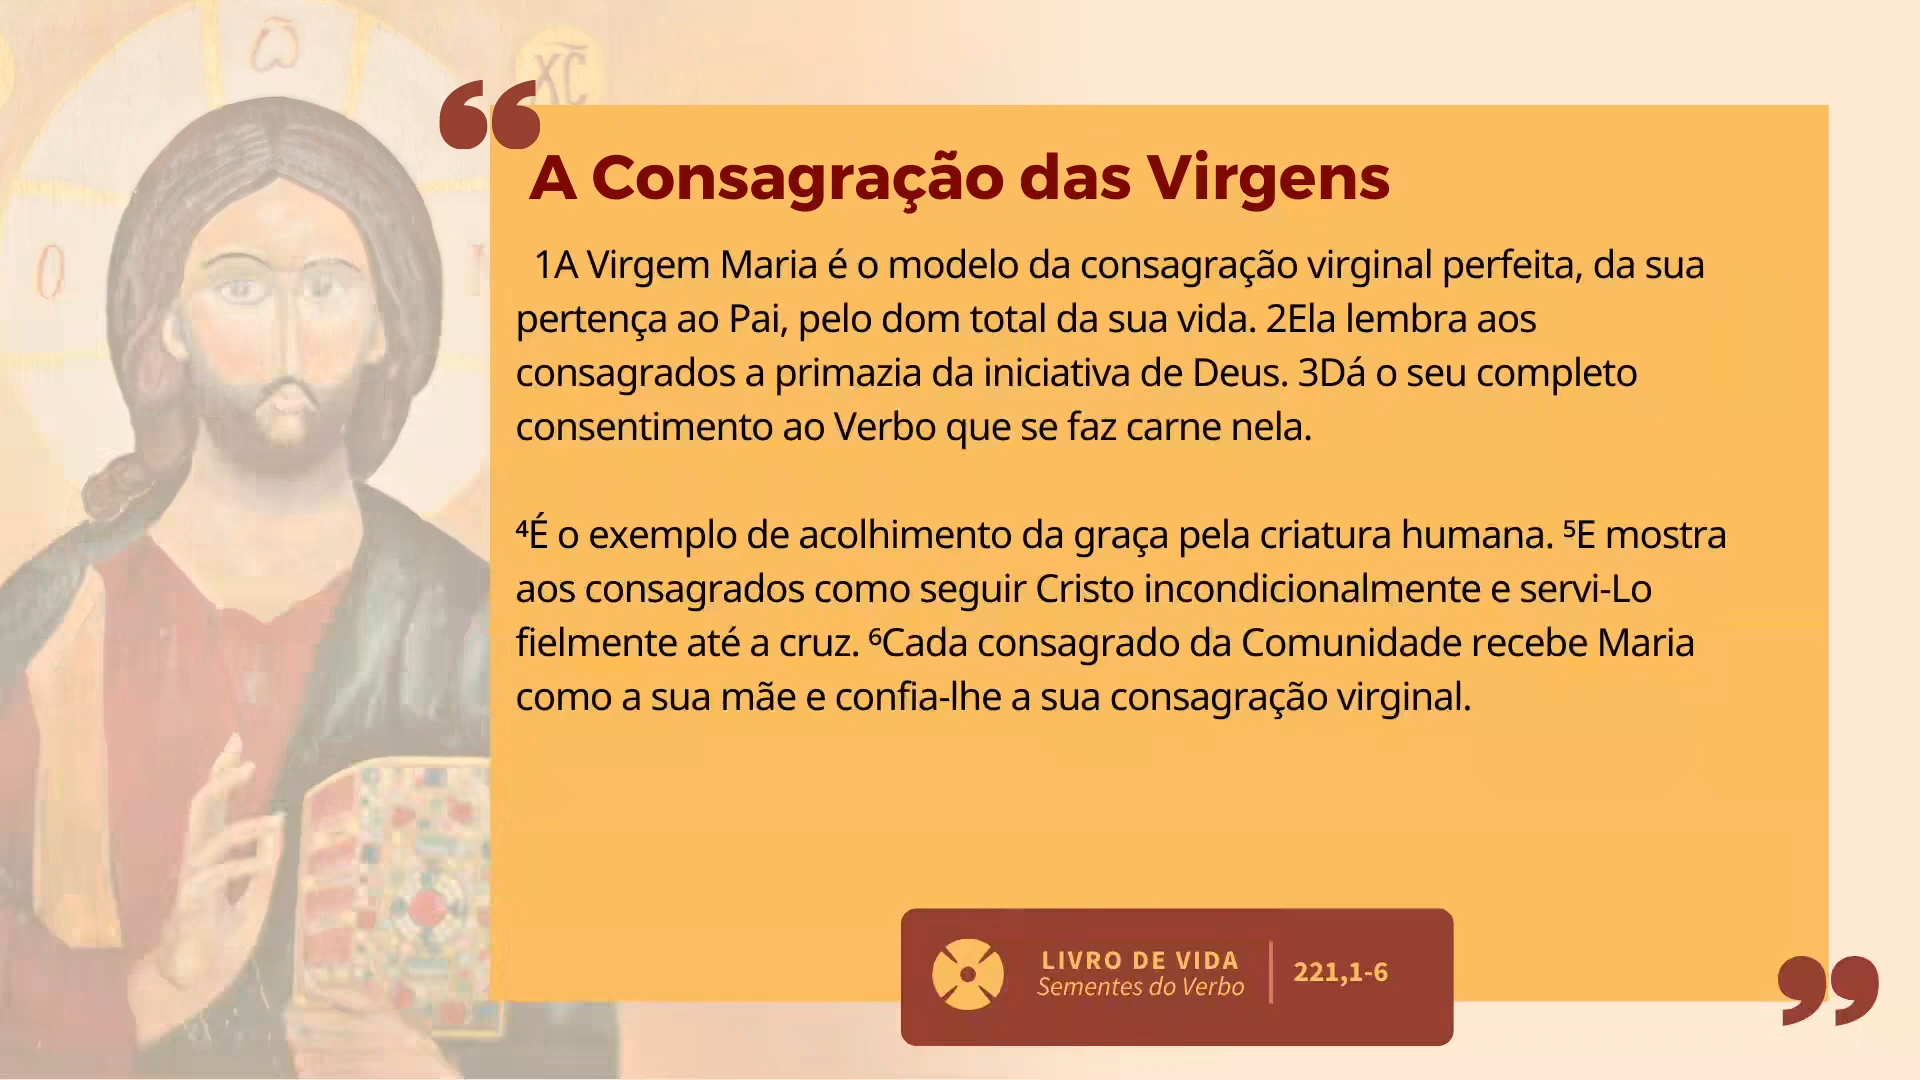 ω
XC
O
A Consagração das Virgens
1A Virgem Maria é o modelo da consagração virginal perfeita, da sua
pertença ao Pai, pelo dom total da sua vida. 2Ela lembra aos
consagrados a primazia da iniciativa de Deus. 3Dá o seu completo
consentimento ao Verbo que se faz carne nela.
⁴É o exemplo de acolhimento da graça pela criatura humana. ⁵E mostra
aos consagrados como seguir Cristo incondicionalmente e servi-Lo
fielmente até a cruz. ⁶Cada consagrado da Comunidade recebe Maria
como a sua mãe e confia-lhe a sua consagração virginal.
LIVRO DE VIDA
Sementes do Verbo
221,1-6